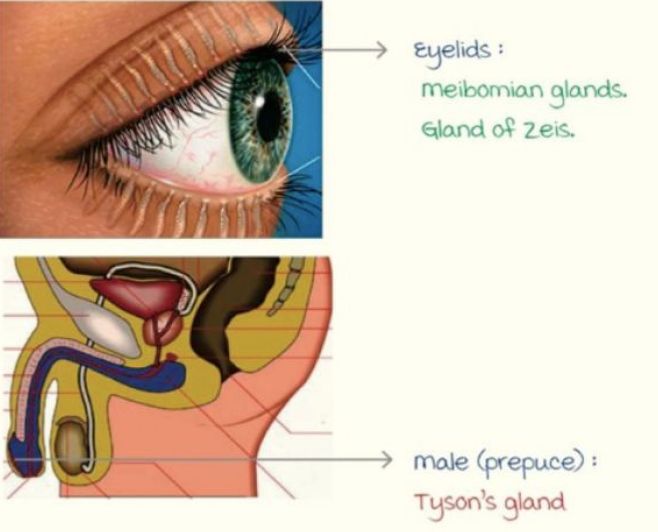 Eyelids :
meibomian glands.
Gland of Zeis.
male (prepuce) :
Tyson's gland